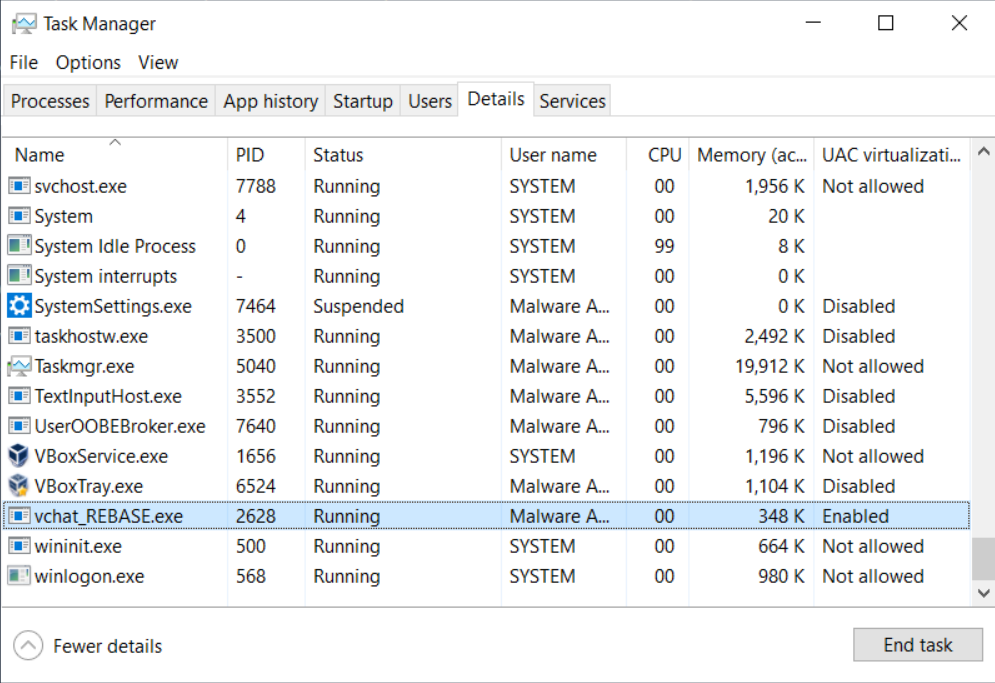 Task Manager
File Options View
Processes Performance App history Startup Users Details Services
Name PID Status User name CPU Memory (ac... UAC virtualizati...
svchost.exe 7788 Running SYSTEM 00 1,956 K Not allowed
System 4 Running SYSTEM 00 20 K
System Idle Process 0 Running SYSTEM 99 8 K
System interrupts - Running SYSTEM 00 0 K
SystemSettings.exe 7464 Suspended Malware A... 00 0 K Disabled
taskhostw.exe 3500 Running Malware A... 00 2,492 K Disabled
Taskmgr.exe 5040 Running Malware A... 00 19,912 K Not allowed
TextInputHost.exe 3552 Running Malware A... 00 5,596 K Disabled
UserOOBEBroker.exe 7640 Running Malware A... 00 796 K Disabled
VBoxService.exe 1656 Running SYSTEM 00 1,196 K Not allowed
VBoxTray.exe 6524 Running Malware A... 00 1,104 K Disabled
vchat_REBASE.exe 2628 Running Malware A... 00 348 K Enabled
wininit.exe 500 Running SYSTEM 00 664 K Not allowed
winlogon.exe 568 Running SYSTEM 00 980 K Not allowed
Fewer details End task